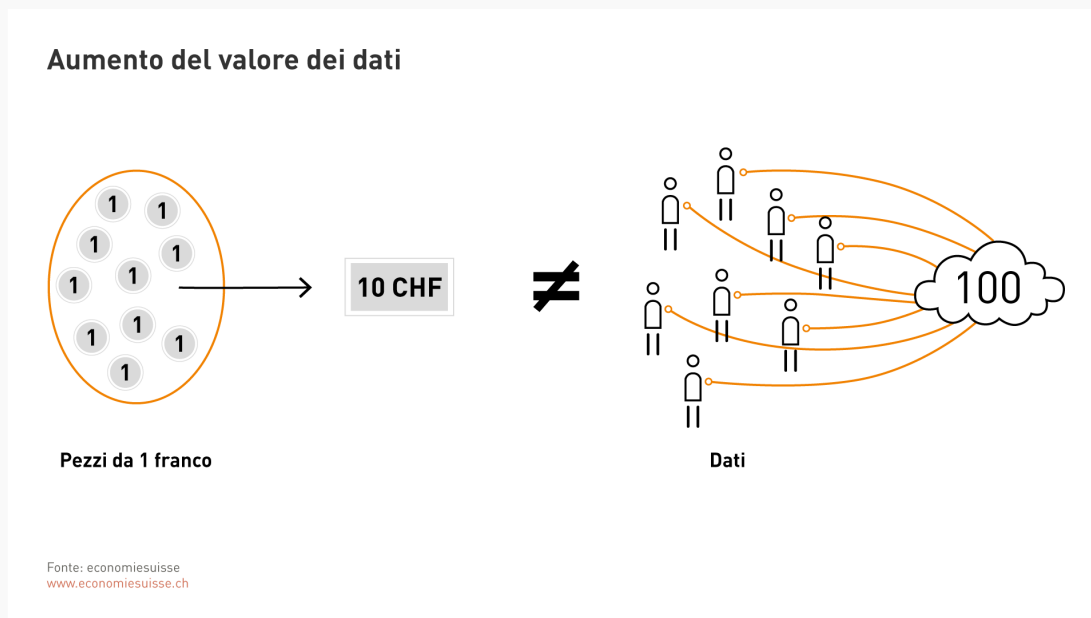 Aumento del valore dei dati
1
1
1
1
1
1
1
1
1
1
10 CHF
≠
100
Pezzi da 1 franco
Dati
Fonte: economiesuisse
www.economiesuisse.ch